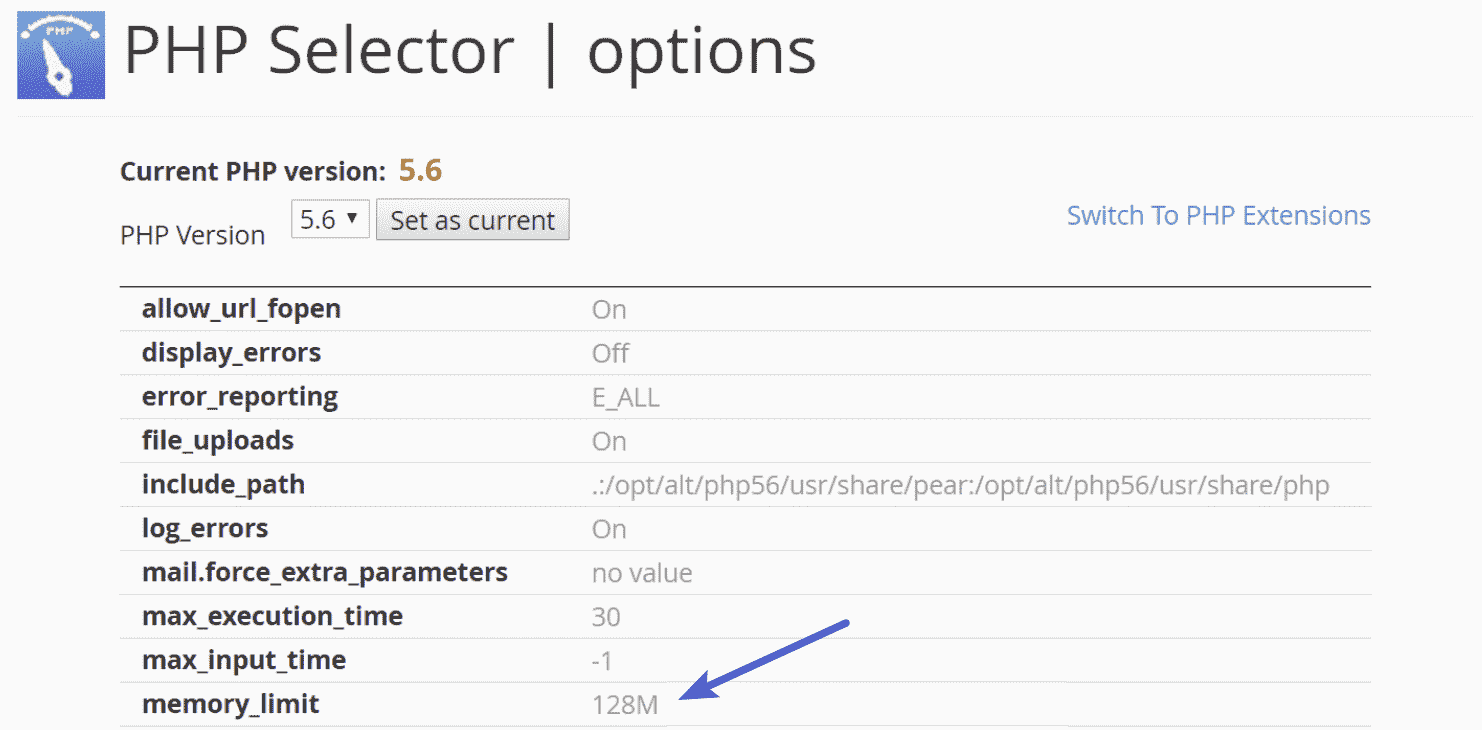 PHP
PHP Selector | options
Current PHP version: 5.6
PHP Version 5.6 Set as current
Switch To PHP Extensions
allow_url_fopen On
display_errors Off
error_reporting E_ALL
file_uploads On
include_path .:/opt/alt/php56/usr/share/pear:/opt/alt/php56/usr/share/php
log_errors On
mail.force_extra_parameters no value
max_execution_time 30
max_input_time -1
memory_limit 128M